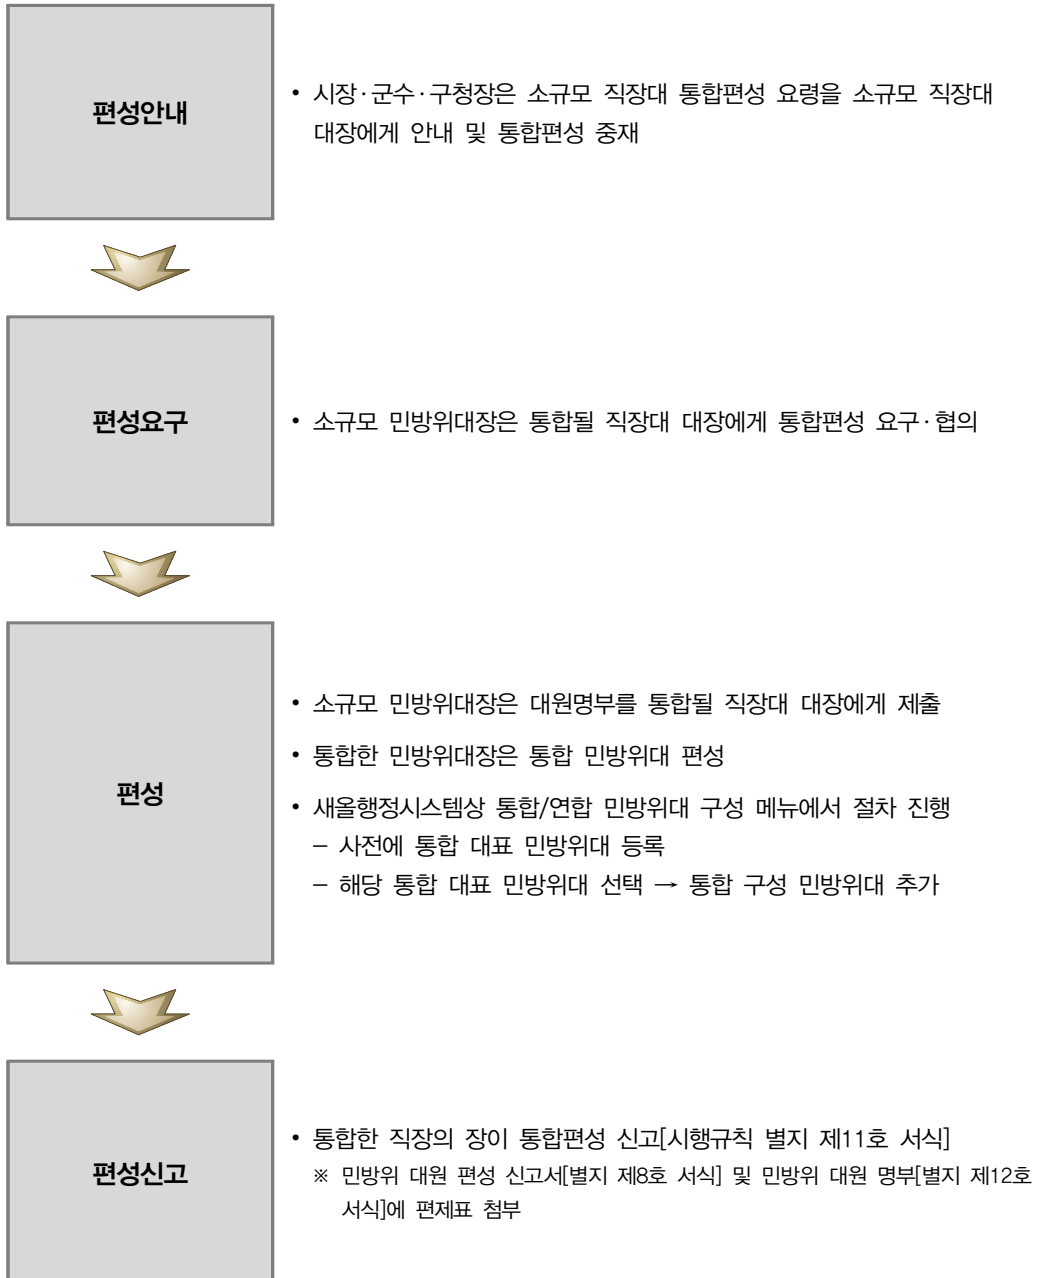 편성안내
• 시장·군수·구청장은 소규모 직장대 통합편성 요령을 소규모 직장대
대장에게 안내 및 통합편성 중재
편성요구
• 소규모 민방위대장은 통합될 직장대 대장에게 통합편성 요구·협의
편성
• 소규모 민방위대장은 대원명부를 통합될 직장대 대장에게 제출
• 통합한 민방위대장은 통합 민방위대 편성
• 새올행정시스템상 통합/연합 민방위대 구성 메뉴에서 절차 진행
– 사전에 통합 대표 민방위대 등록
– 해당 통합 대표 민방위대 선택 → 통합 구성 민방위대 추가
편성신고
• 통합한 직장의 장이 통합편성 신고[시행규칙 별지 제11호 서식]
※ 민방위 대원 편성 신고서[별지 제8호 서식] 및 민방위 대원 명부[별지 제12호
서식]에 편제표 첨부